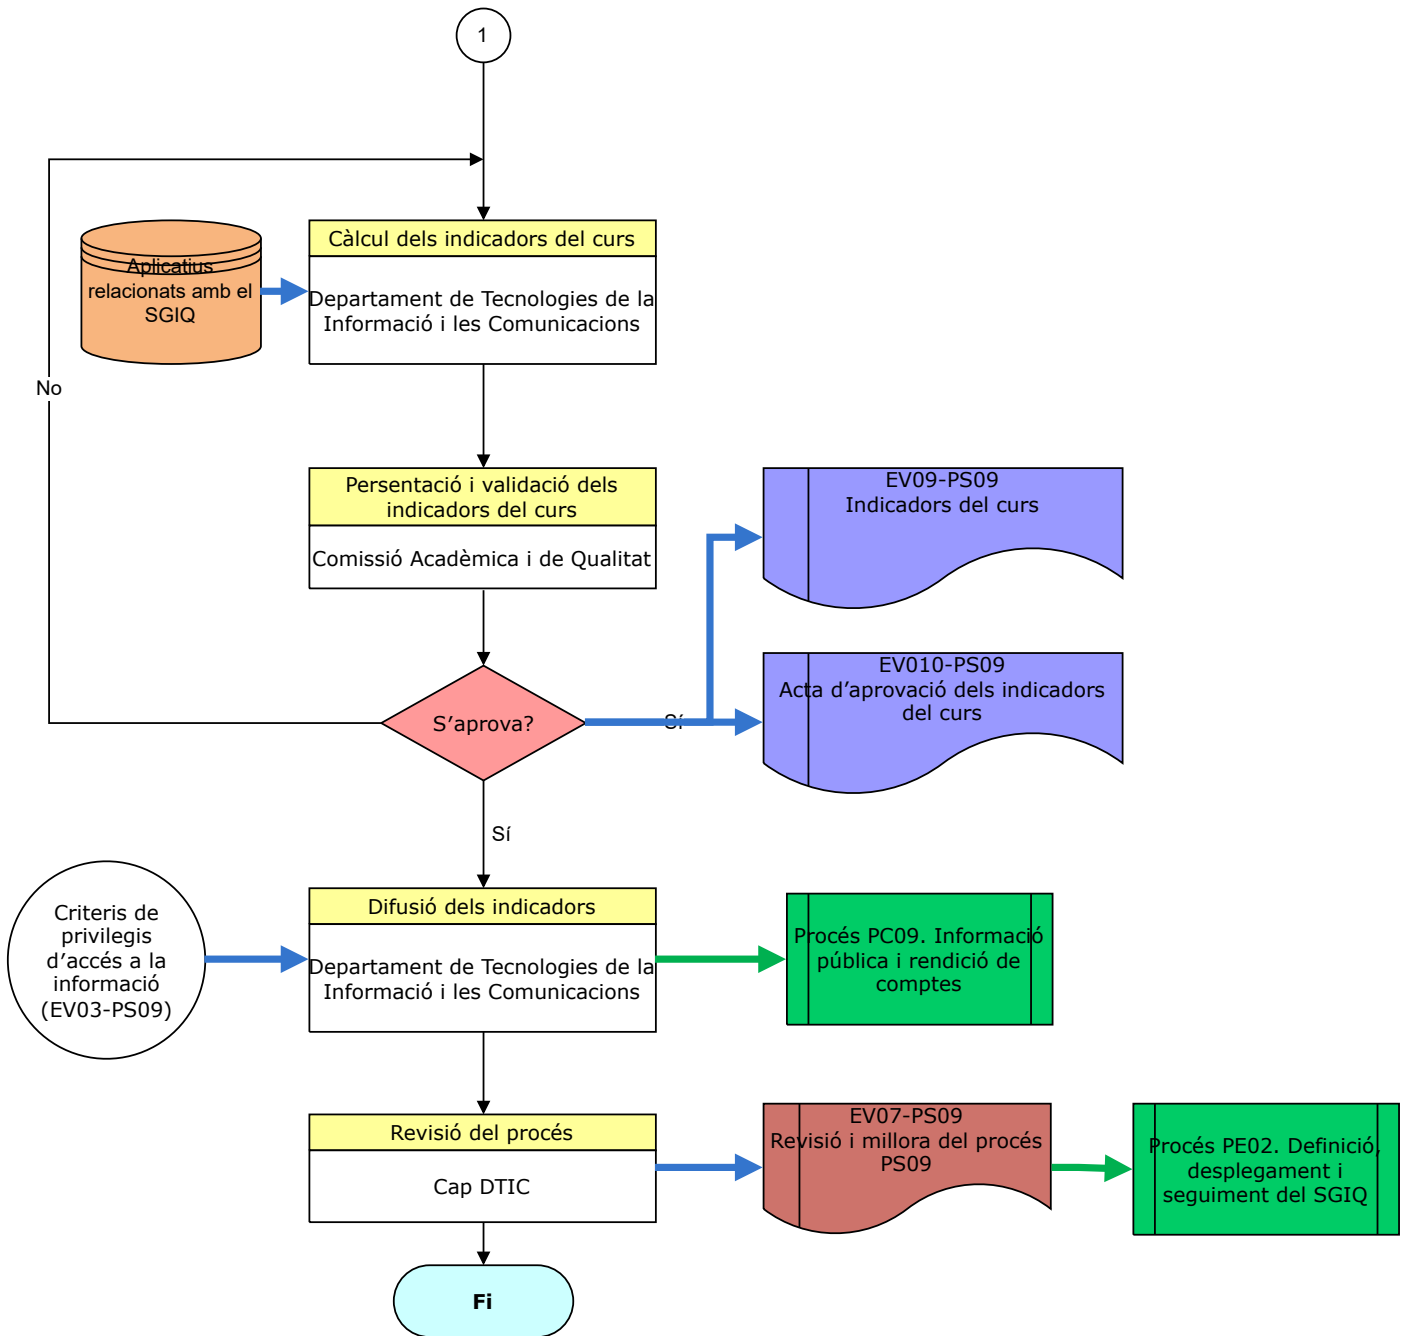 1
Càlcul dels indicadors del curs
Aplicatius
relacionats amb el
SGIQ
Departament de Tecnologies de la
Informació i les Comunicacions
No
Persentació i validació dels
indicadors del curs
Comissió Acadèmica i de Qualitat
EV09-PS09
Indicadors del curs
EV010-PS09
Acta d’aprovació dels indicadors
del curs
S’aprova?
Sí
Sí
Criteris de
privilegis
d’accés a la
informació
(EV03-PS09)
Difusió dels indicadors
Departament de Tecnologies de la
Informació i les Comunicacions
Procés PC09. Informació
pública i rendició de
comptes
Revisió del procés
Cap DTIC
EV07-PS09
Revisió i millora del procés
PS09
Procés PE02. Definició,
desplegament i
seguiment del SGIQ
Fi